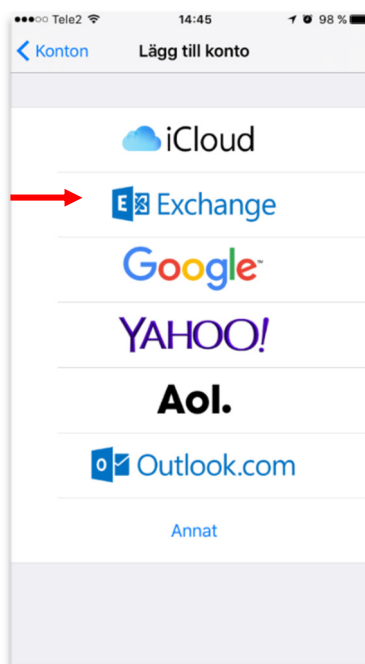 Tele2 14:45 98 %
Konton Lägg till konto
iCloud
E Exchange
Google
YAHOO!
Aol.
o Outlook.com
Annat